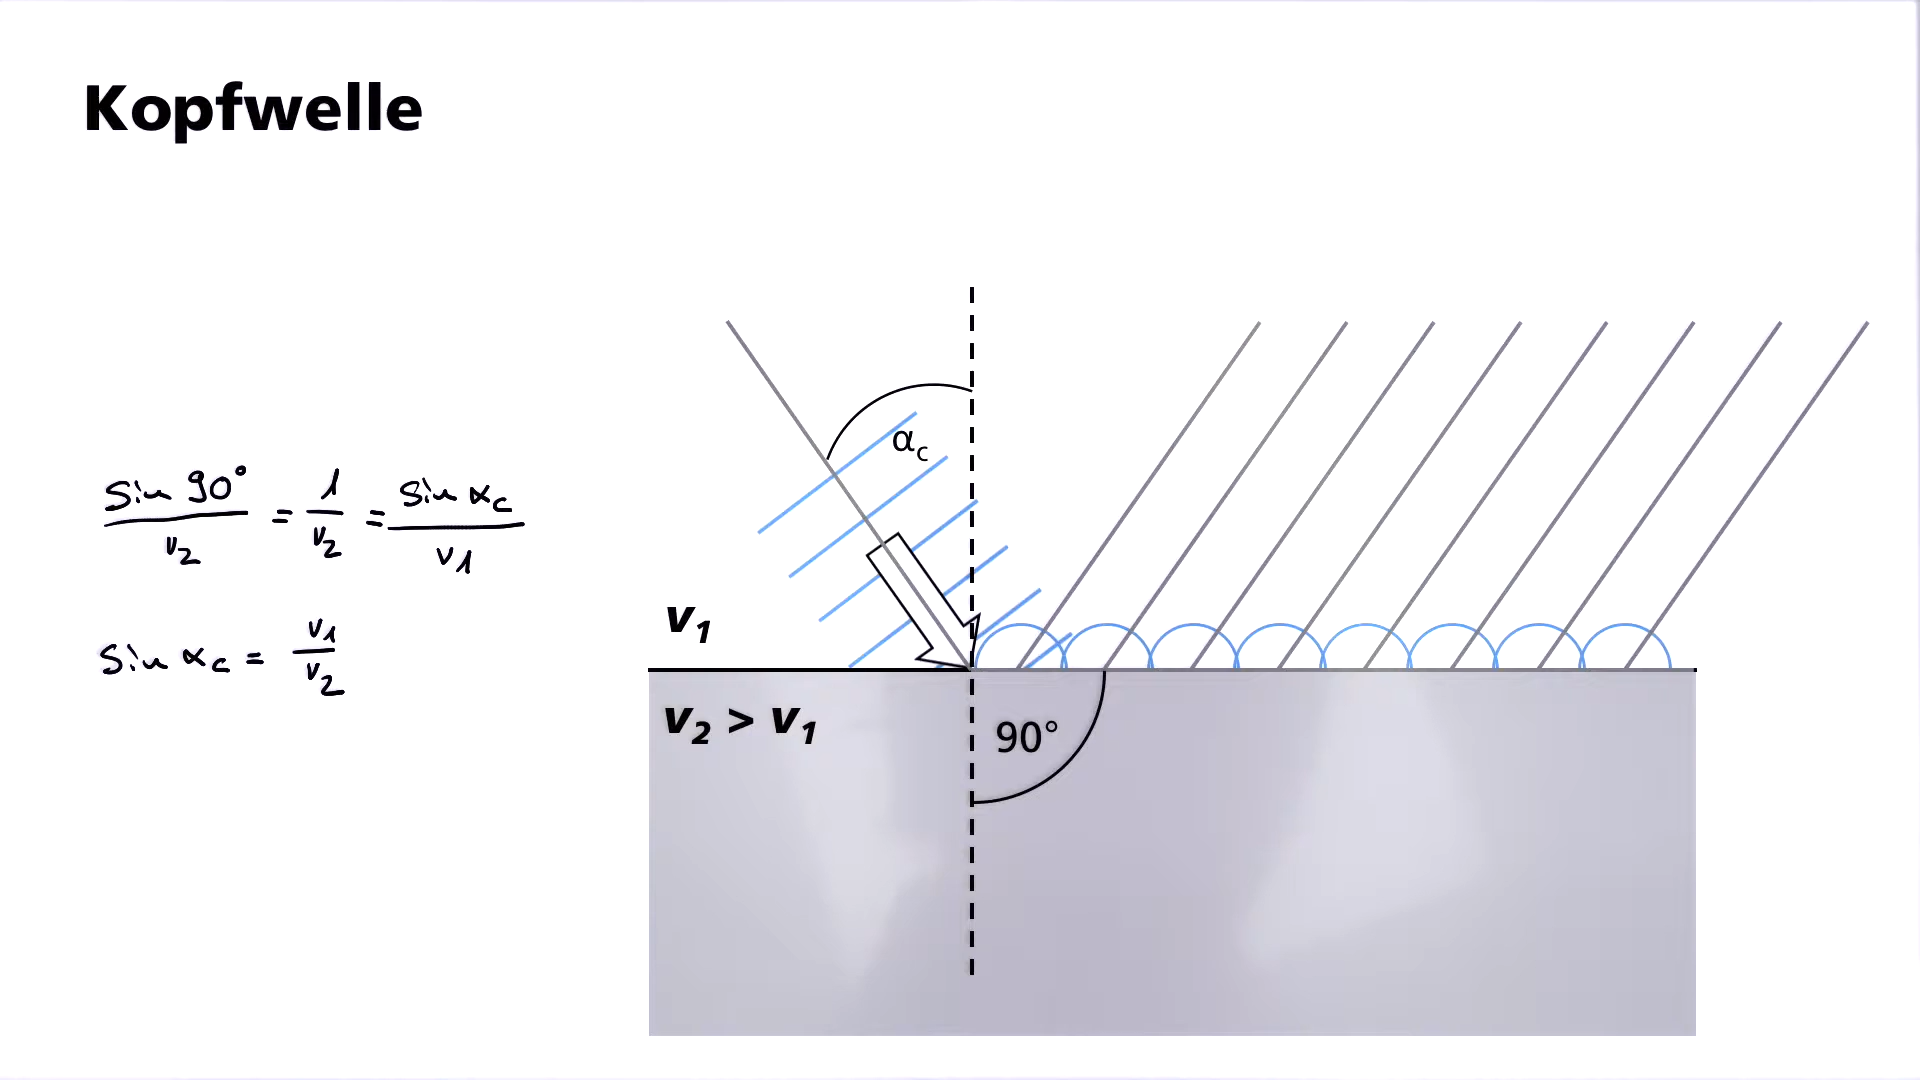 Kopfwelle
sin 90° / v₂ = 1 / v₂ = sin αc / v₁
sin αc = v₁ / v₂
αc
v₁
v₂ > v₁
90°